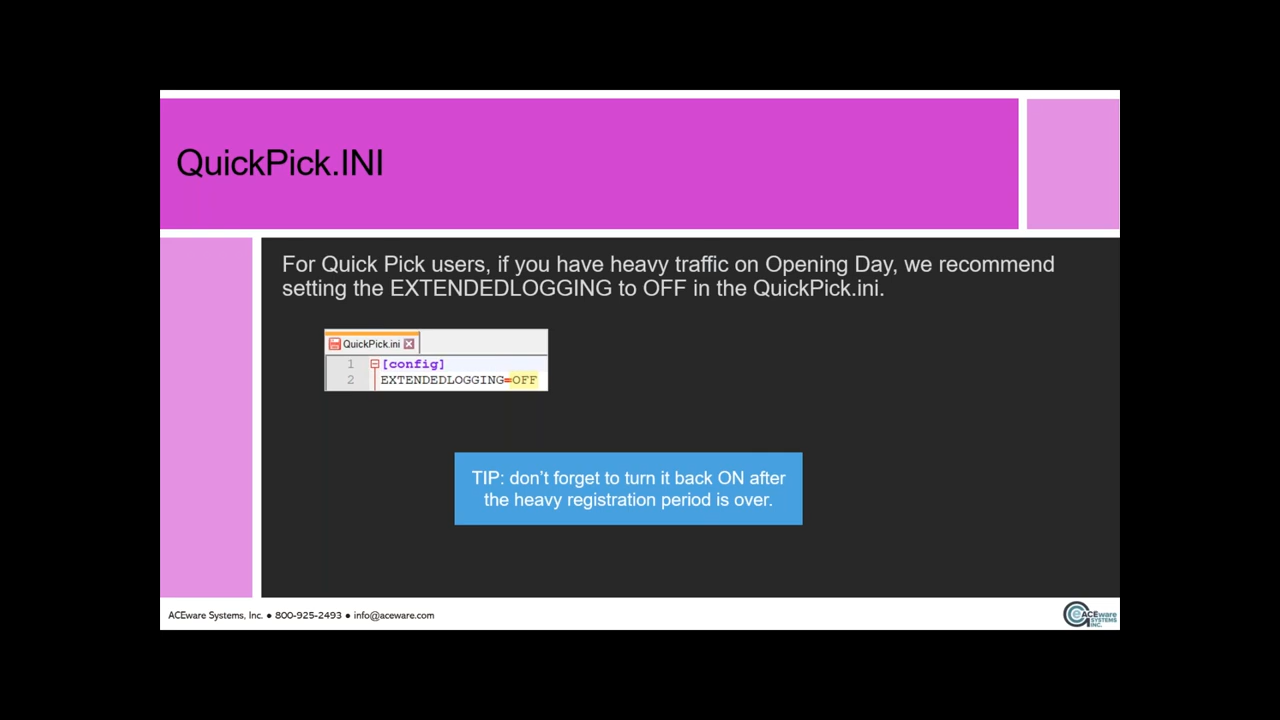 QuickPick.INI
For Quick Pick users, if you have heavy traffic on Opening Day, we recommend
setting the EXTENDEDLOGGING to OFF in the QuickPick.ini.
QuickPick.ini
1 [config]
2 EXTENDEDLOGGING=OFF
TIP: don’t forget to turn it back ON after
the heavy registration period is over.
ACEware Systems, Inc. ● 800-925-2493 ● info@aceware.com
ACEware
SYSTEMS
INC.